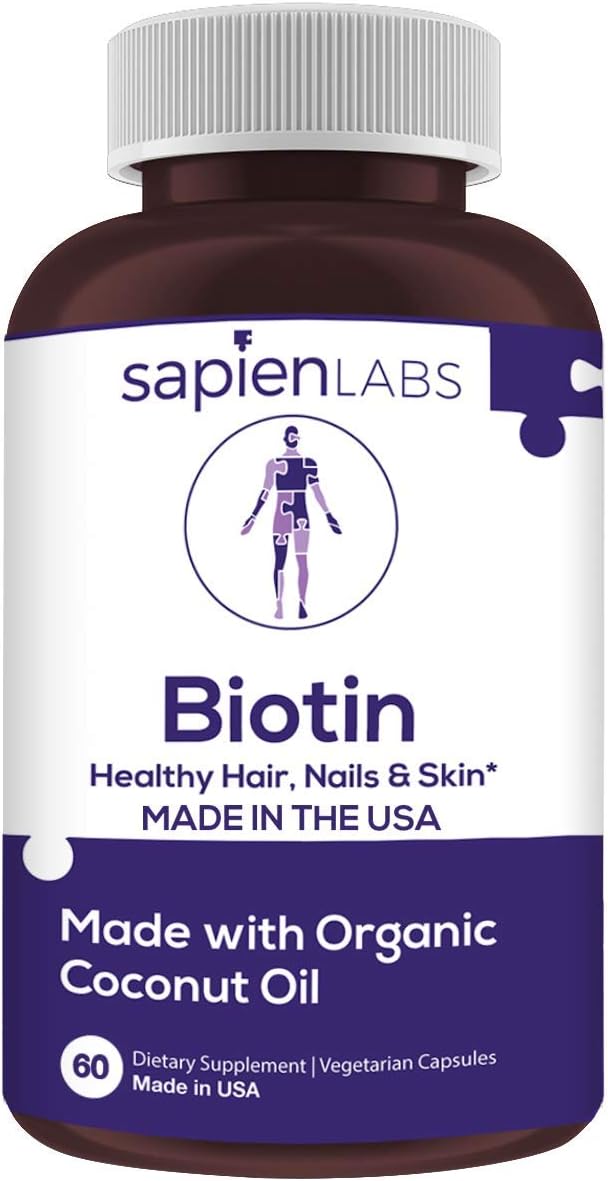 sapienLABS
Biotin
Healthy Hair, Nails & Skin*
MADE IN THE USA
Made with Organic
Coconut Oil
60
Dietary Supplement | Vegetarian Capsules
Made in USA